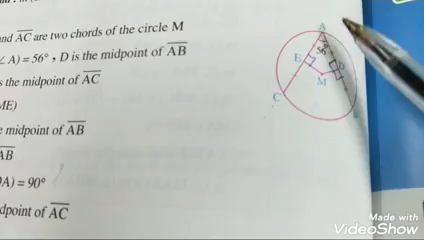 and AC are two chords of the circle M
∠ A) = 56° , D is the midpoint of AB
s the midpoint of AC
ME)
e midpoint of AB
AB
DA) = 90°
dpoint of AC
A
56°
E
D
M
C
Made with
VideoShow